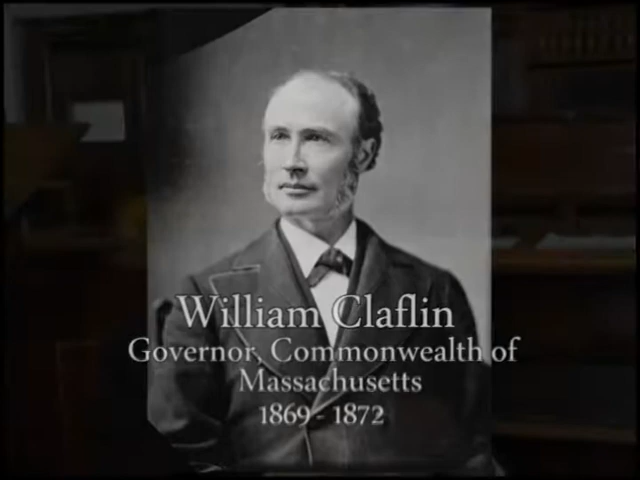 William Claflin
Governor, Commonwealth of
Massachusetts
1869 - 1872